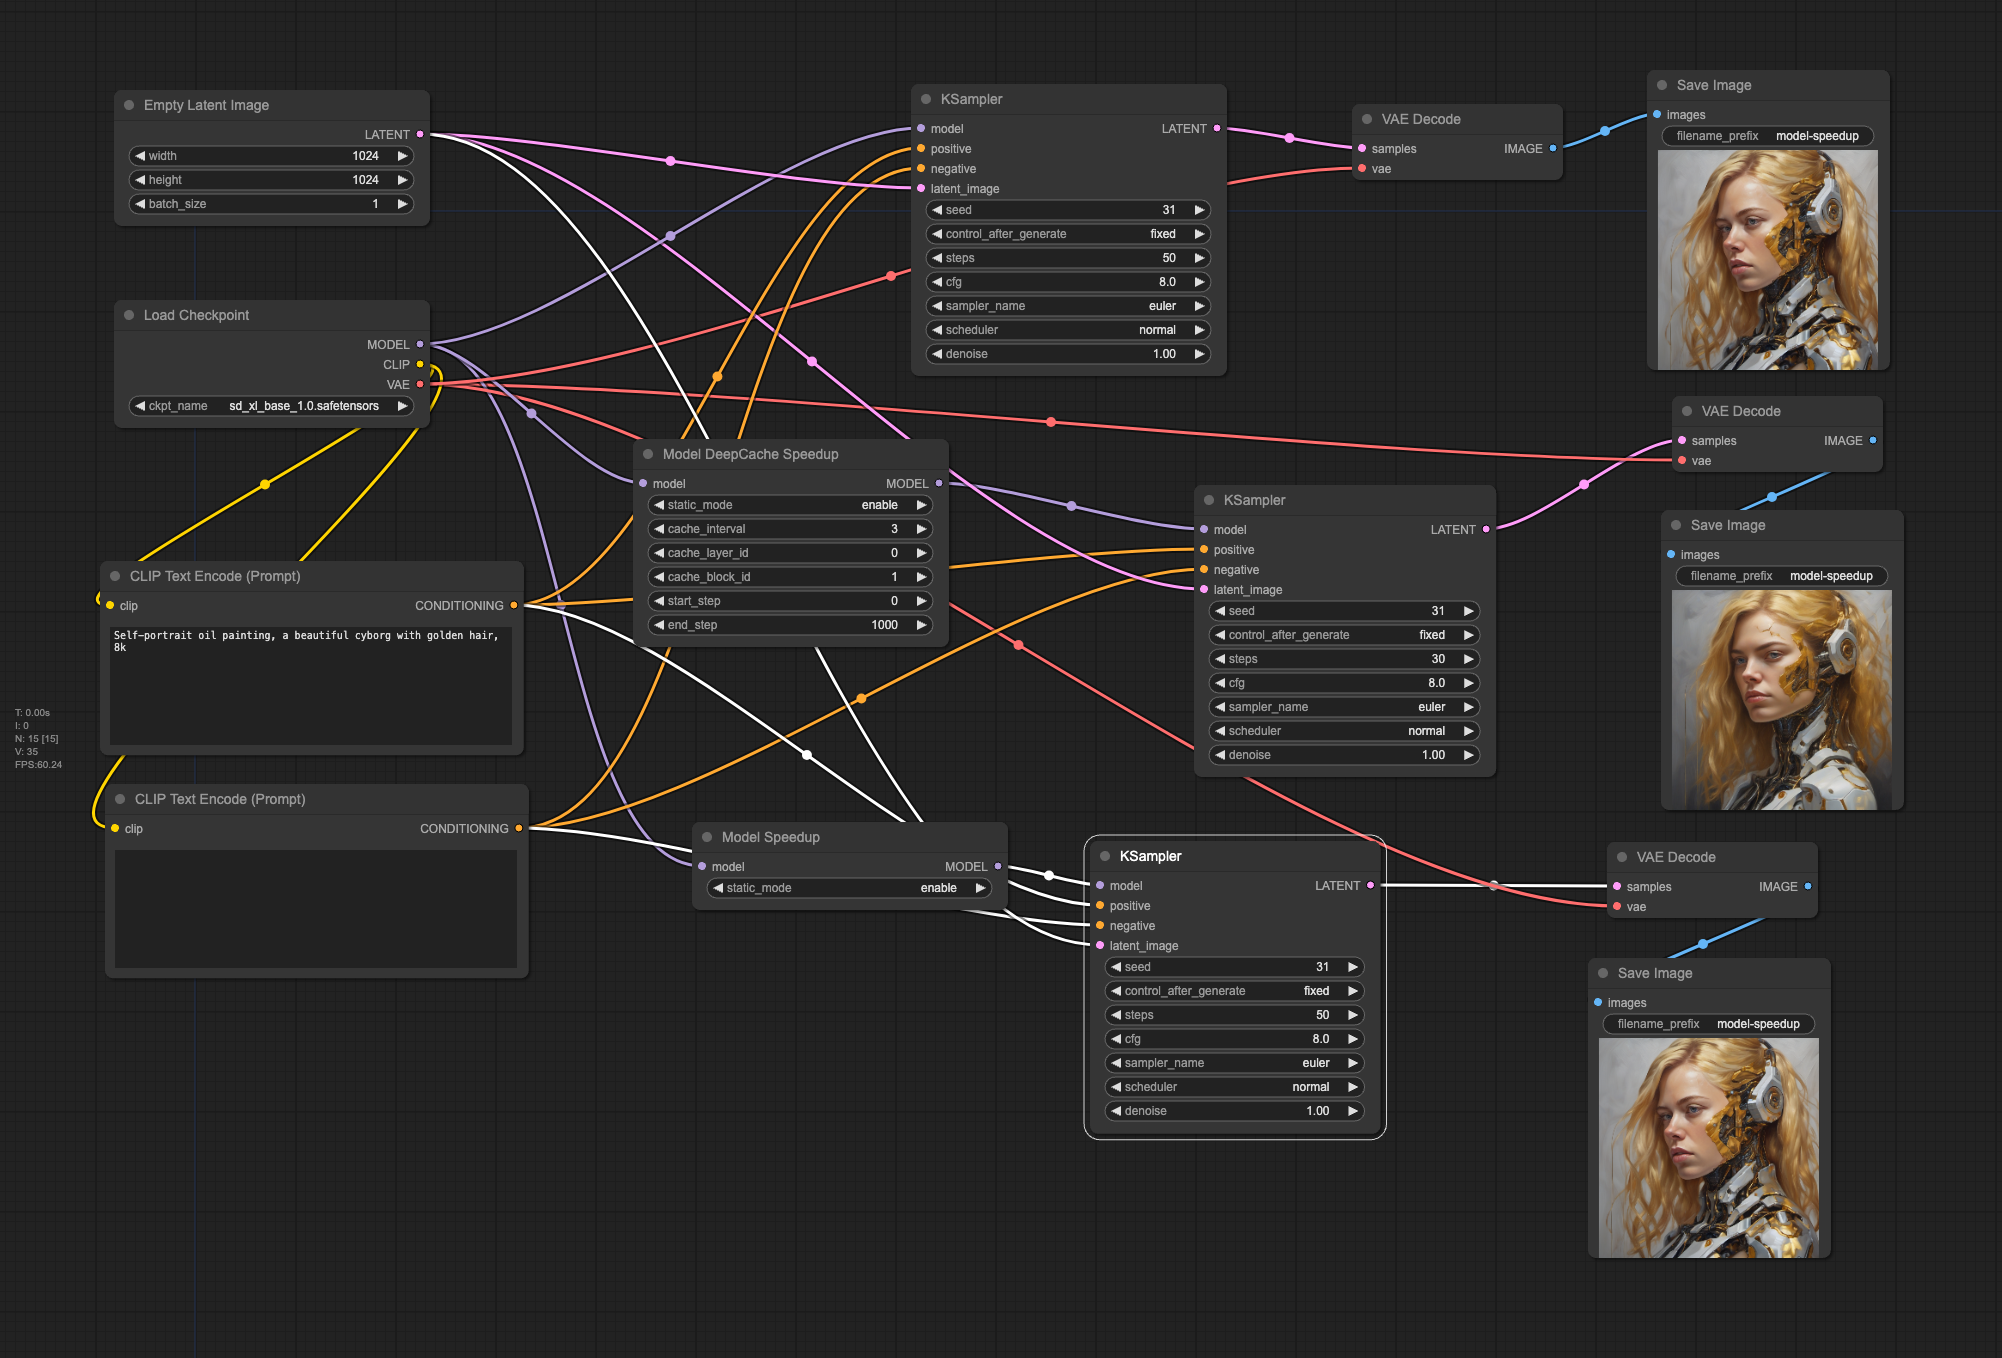 Empty Latent Image
LATENT
width 1024
height 1024
batch_size 1
Load Checkpoint
MODEL
CLIP
VAE
ckpt_name sd_xl_base_1.0.safetensors
CLIP Text Encode (Prompt)
clip CONDITIONING
Self-portrait oil painting, a beautiful cyborg with golden hair,
8k
T: 0.00s
I: 0
N: 15 [15]
V: 35
FPS:60.24
CLIP Text Encode (Prompt)
clip CONDITIONING
KSampler
model LATENT
positive
negative
latent_image
seed 31
control_after_generate fixed
steps 50
cfg 8.0
sampler_name euler
scheduler normal
denoise 1.00
VAE Decode
samples IMAGE
vae
Save Image
images
filename_prefix model-speedup
Model DeepCache Speedup
model MODEL
static_mode enable
cache_interval 3
cache_layer_id 0
cache_block_id 1
start_step 0
end_step 1000
KSampler
model LATENT
positive
negative
latent_image
seed 31
control_after_generate fixed
steps 30
cfg 8.0
sampler_name euler
scheduler normal
denoise 1.00
VAE Decode
samples IMAGE
vae
Save Image
images
filename_prefix model-speedup
Model Speedup
model MODEL
static_mode enable
KSampler
model LATENT
positive
negative
latent_image
seed 31
control_after_generate fixed
steps 50
cfg 8.0
sampler_name euler
scheduler normal
denoise 1.00
VAE Decode
samples IMAGE
vae
Save Image
images
filename_prefix model-speedup